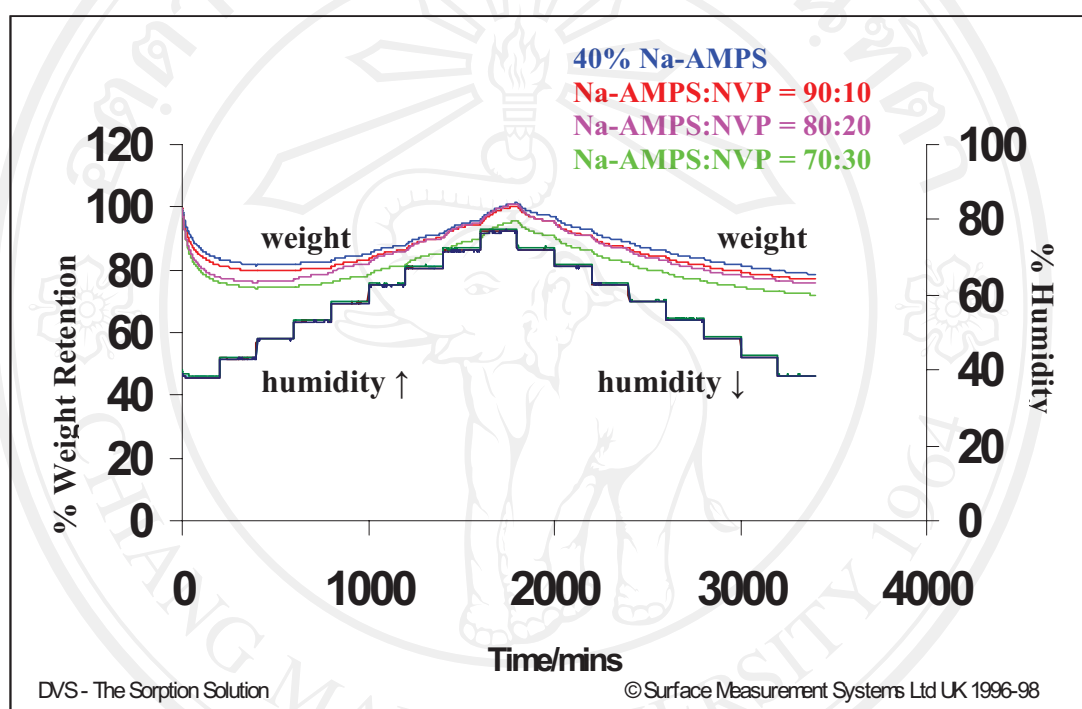 40% Na-AMPS
Na-AMPS:NVP = 90:10
Na-AMPS:NVP = 80:20
Na-AMPS:NVP = 70:30
120
100
80
60
40
20
0
% Weight Retention
100
80
60
40
20
0
% Humidity
weight
weight
humidity ↑
humidity ↓
0
1000
2000
3000
4000
Time/mins
DVS - The Sorption Solution
© Surface Measurement Systems Ltd UK 1996-98